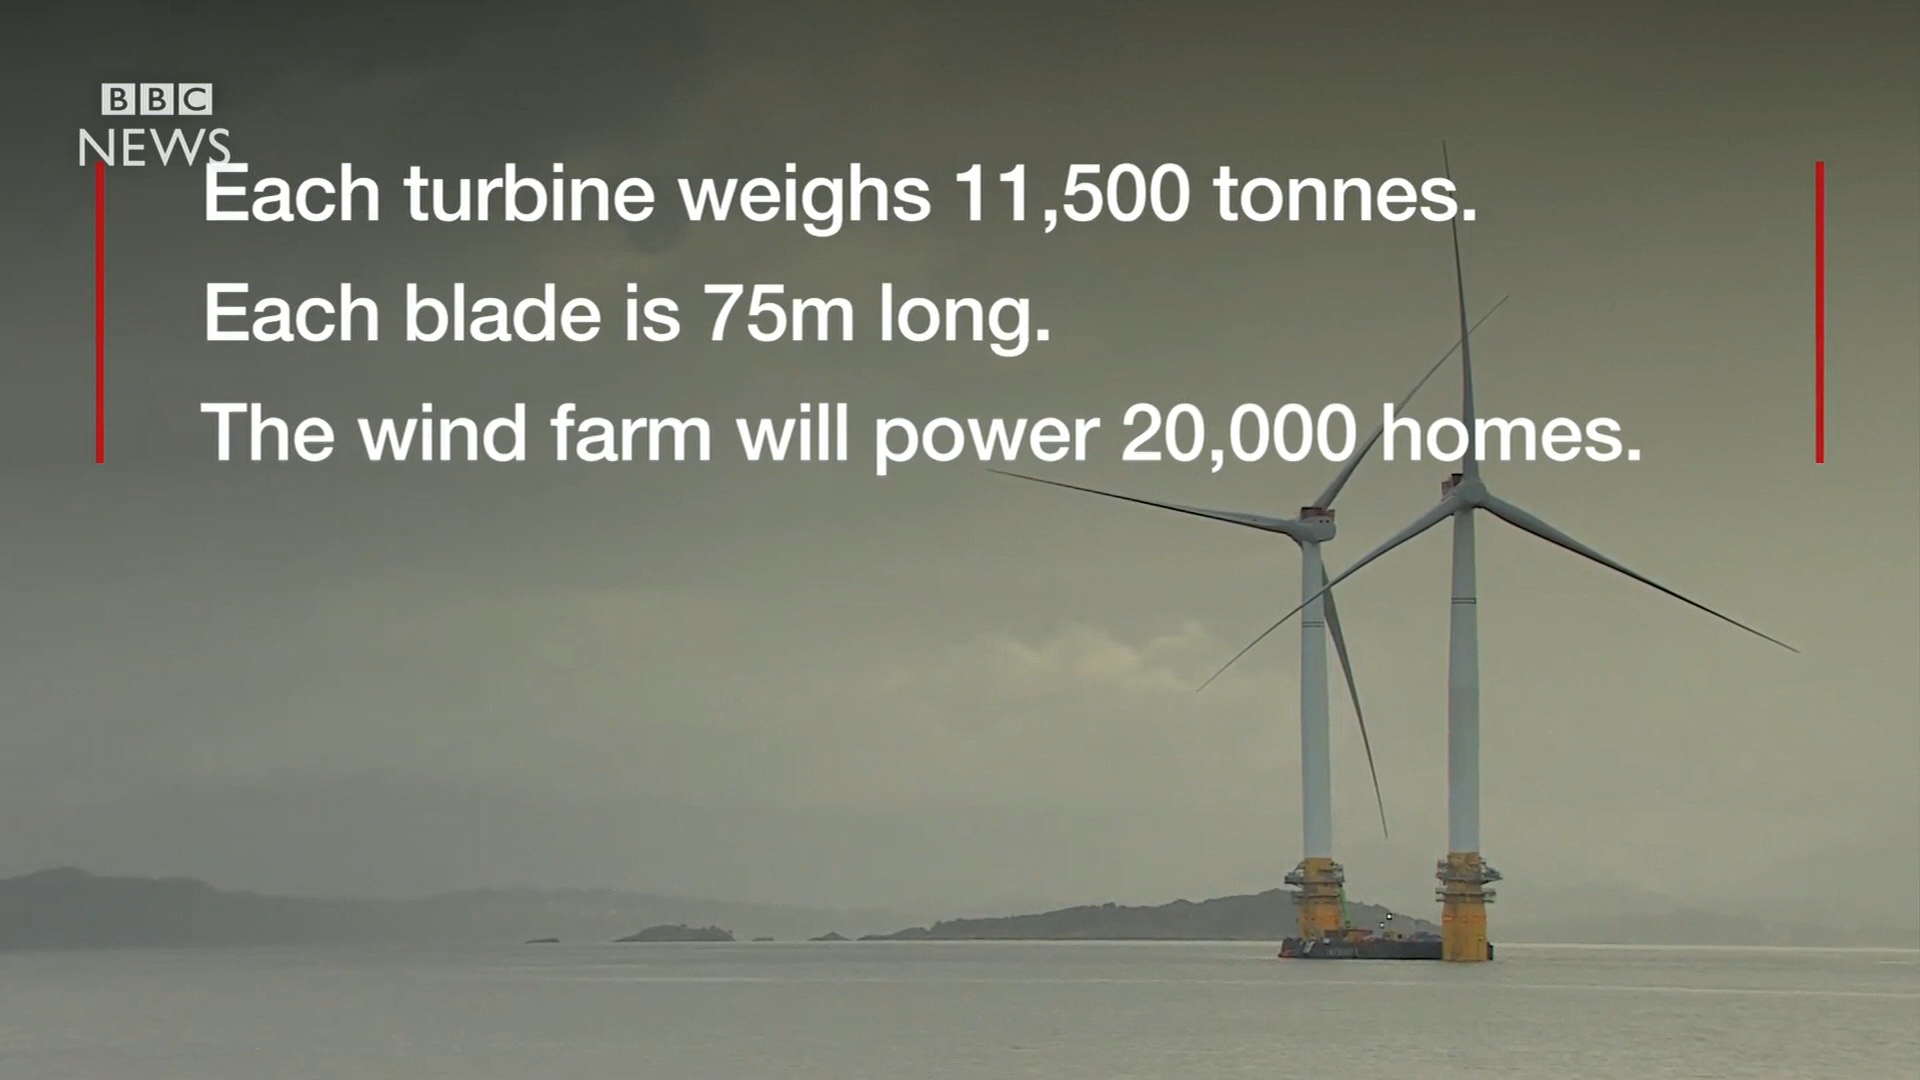 BBC
NEWS
Each turbine weighs 11,500 tonnes.
Each blade is 75m long.
The wind farm will power 20,000 homes.